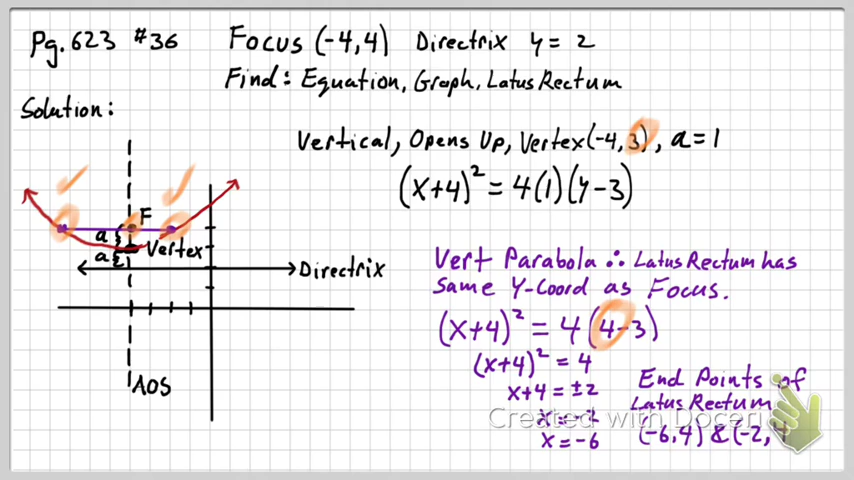 Pg. 623 #36 Focus (-4,4) Directrix y = 2
Find: Equation, Graph, Latus Rectum
Solution:
Vertical, Opens Up, Vertex (-4, 3), a = 1
(x+4)² = 4(1)(y-3)
F
a
Vertex
a
Directrix
AOS
Vert Parabola ∴ Latus Rectum has
Same Y-Coord as Focus.
(x+4)² = 4(4-3)
(x+4)² = 4
x+4 = ±2
x = -2
x = -6
End Points of
Latus Rectum
(-6,4) & (-2,4
Created with Doceri